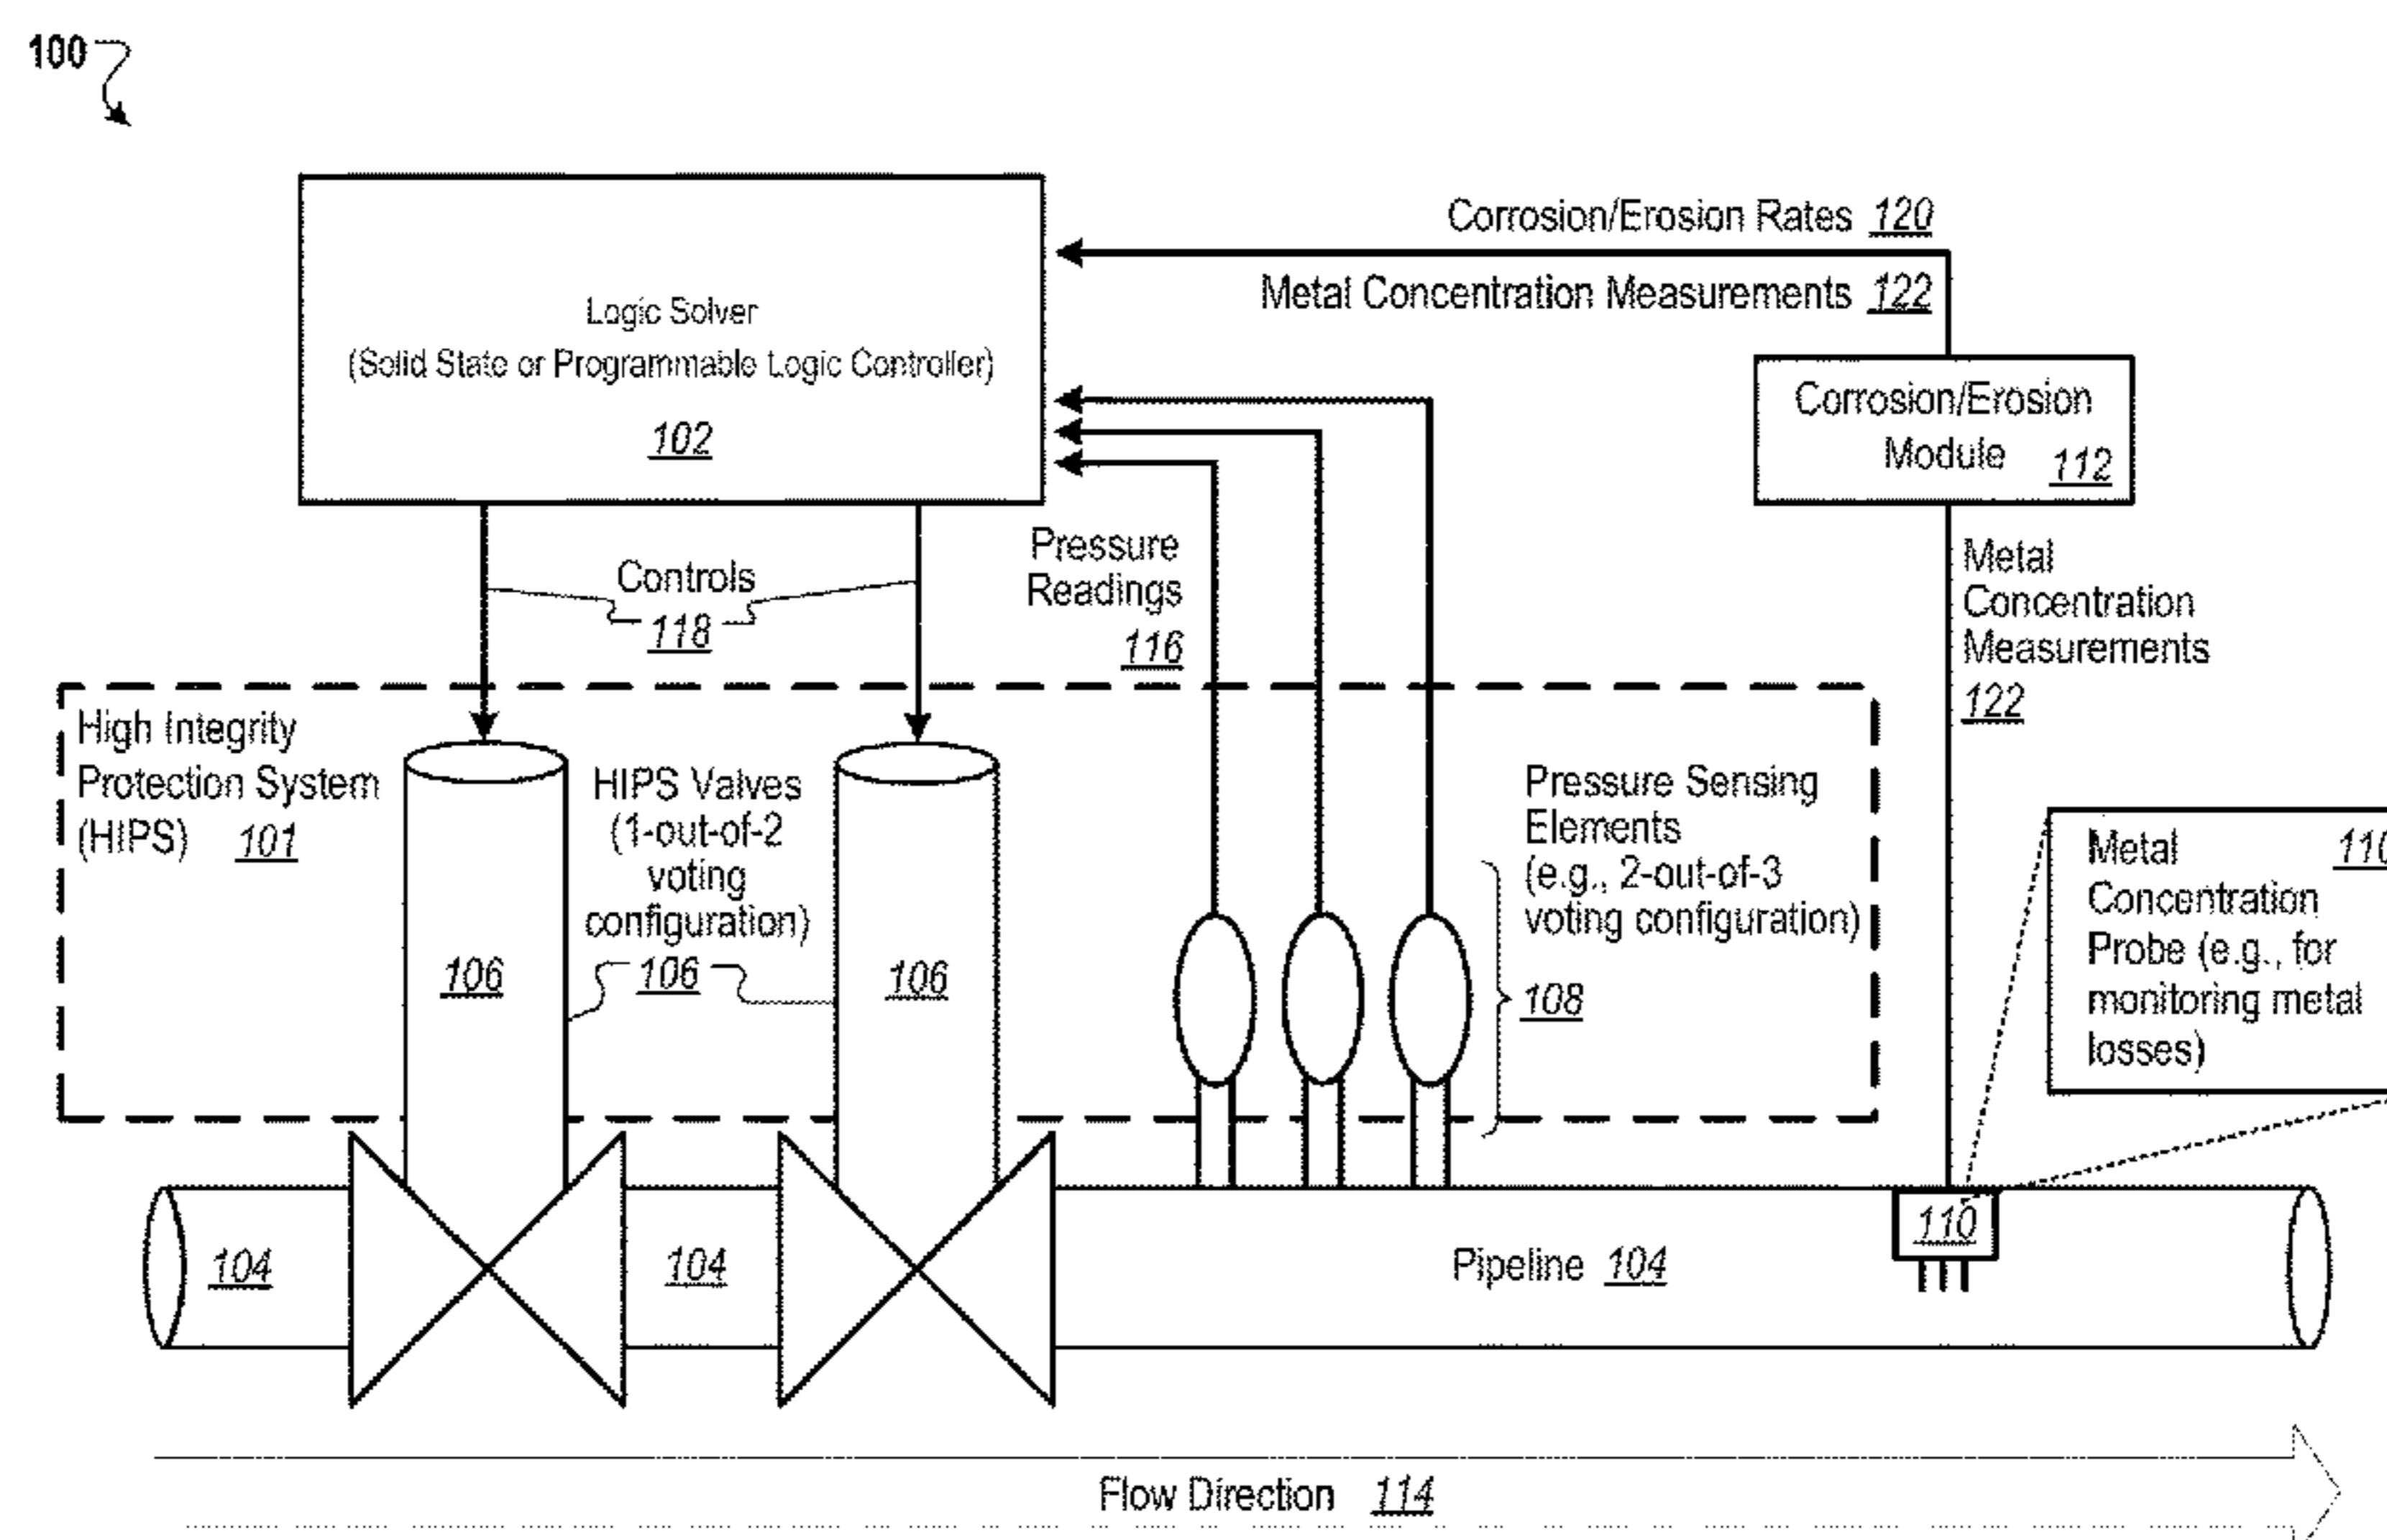 100
Corrosion/Erosion Rates 120
Metal Concentration Measurements 122
Logic Solver
(Solid State or Programmable Logic Controller)
102
Corrosion/Erosion
Module 112
Pressure
Readings
116
Controls
118
Metal
Concentration
Measurements
122
High Integrity
Protection System
(HIPS) 101
HIPS Valves
(1-out-of-2
voting
configuration)
106
106
106
Pressure Sensing
Elements
(e.g., 2-out-of-3
voting configuration)
108
Metal 110
Concentration
Probe (e.g., for
monitoring metal
losses)
104
104
Pipeline 104
110
Flow Direction 114